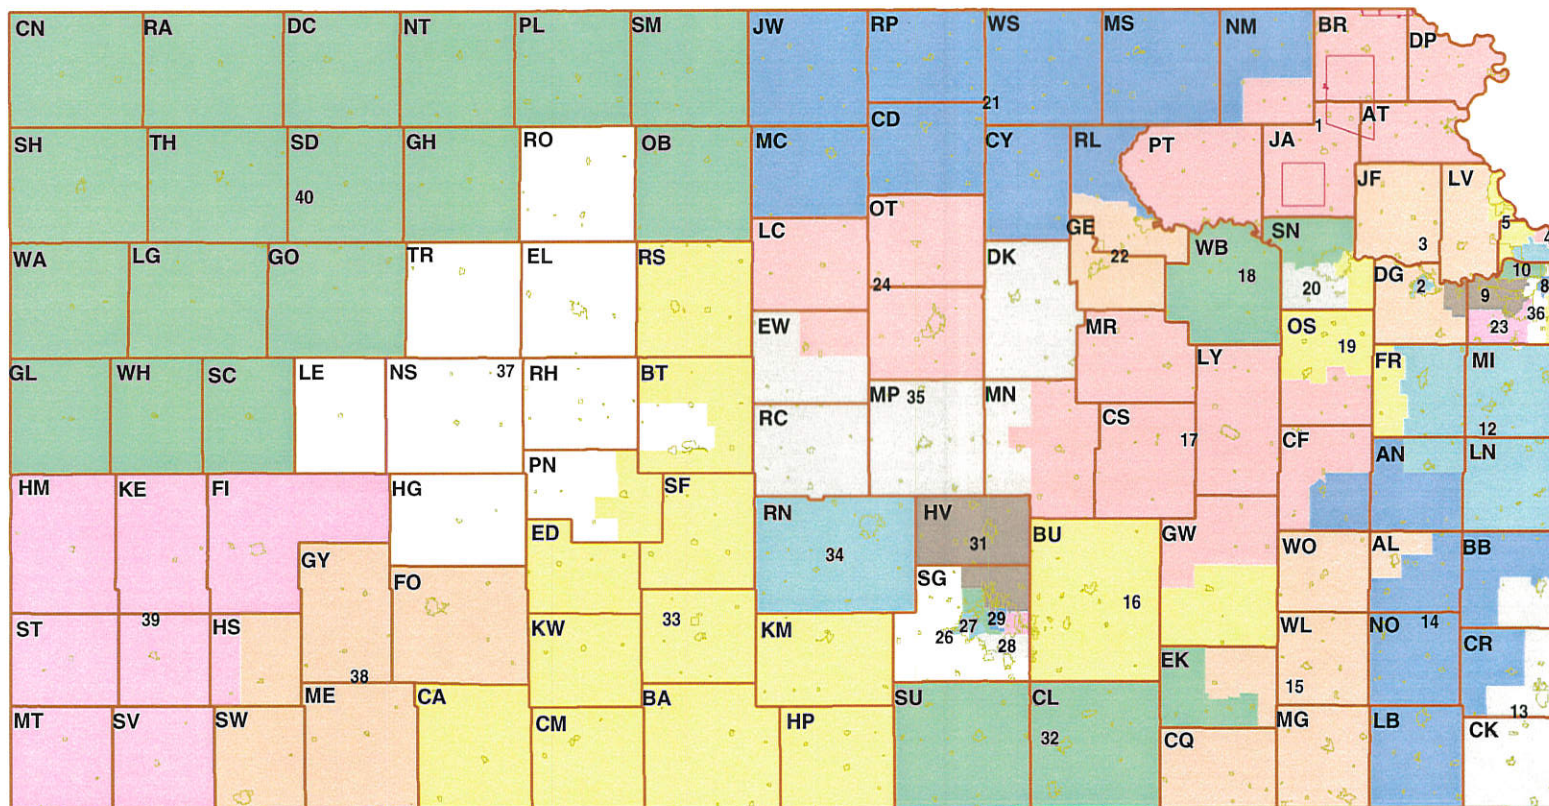 CN RA DC NT PL SM JW RP WS MS NM BR DP
21
CD
SH TH SD GH RO OB MC CY RL PT JA 1 AT
40
JF LV
OT
LC GE SN 5
WA LG GO TR EL RS DK 22 WB 18 3 4
24 20 DG 2 10
9 8
EW MR OS 23 36
19
GL WH SC LE NS 37 RH BT LY FR MI
MP 35 MN
RC CS 17 CF 12
AN LN
PN
HM KE FI HG SF
RN HV
ED 34 31 BU GW WO AL BB
GY SG
FO
16
ST 39 HS KW 33 KM 27 29 WL NO 14 CR
26 28
EK
38 15
ME CA BA SU CL
MT SV SW CM HP 32 CQ MG LB 13 CK